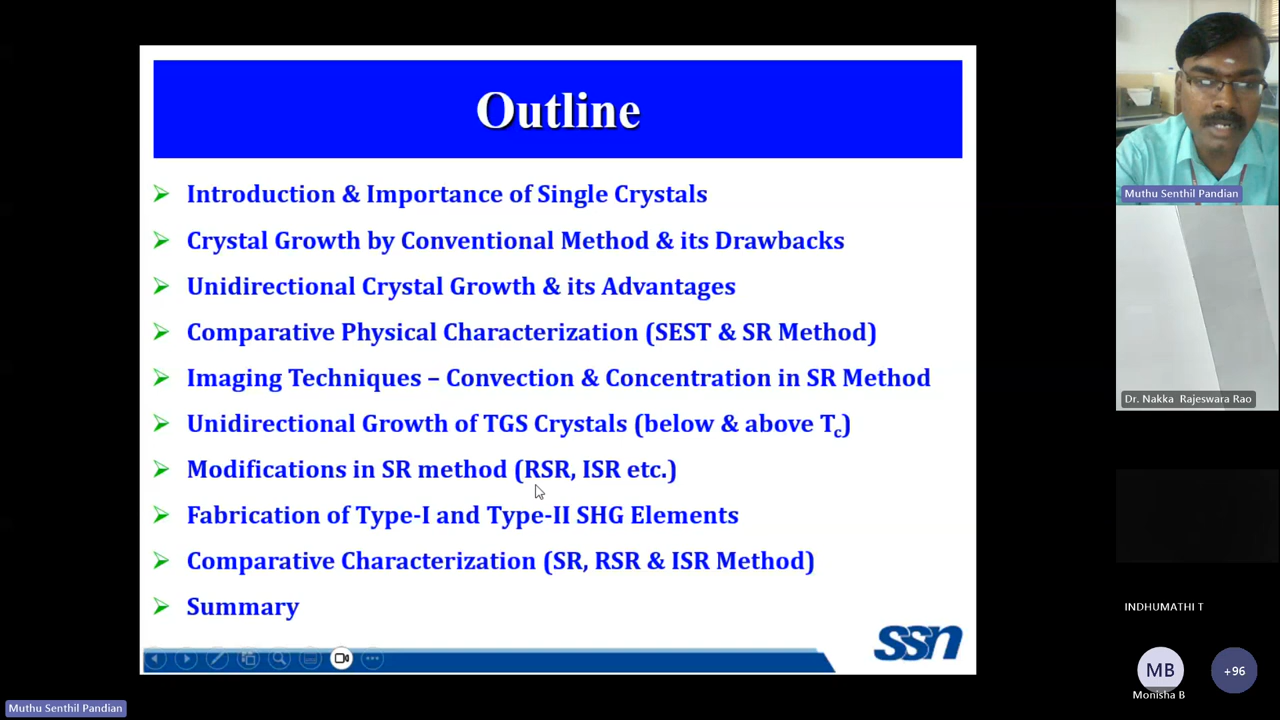 Outline
Introduction & Importance of Single Crystals
Crystal Growth by Conventional Method & its Drawbacks
Unidirectional Crystal Growth & its Advantages
Comparative Physical Characterization (SEST & SR Method)
Imaging Techniques – Convection & Concentration in SR Method
Unidirectional Growth of TGS Crystals (below & above Tc)
Modifications in SR method (RSR, ISR etc.)
Fabrication of Type-I and Type-II SHG Elements
Comparative Characterization (SR, RSR & ISR Method)
Summary
ssn
Muthu Senthil Pandian
Muthu Senthil Pandian
Dr. Nakka Rajeswara Rao
INDHUMATHI T
MB
+96
Monisha B